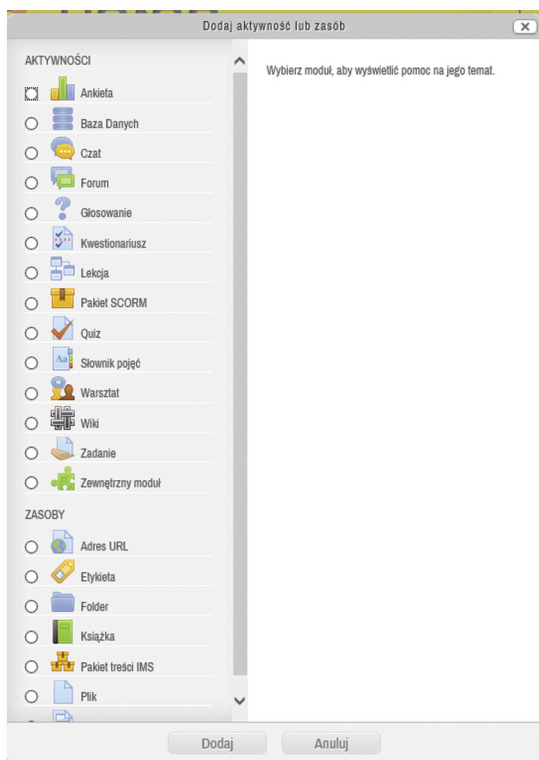 Dodaj aktywność lub zasób
AKTYWNOŚCI
Wybierz moduł, aby wyświetlić pomoc na jego temat.
Ankieta
Baza Danych
Czat
Forum
Głosowanie
Kwestionariusz
Lekcja
Pakiet SCORM
Quiz
Słownik pojęć
Warsztat
Wiki
Zadanie
Zewnętrzny moduł
ZASOBY
Adres URL
Etykieta
Folder
Książka
Pakiet treści IMS
Plik
Dodaj
Anuluj